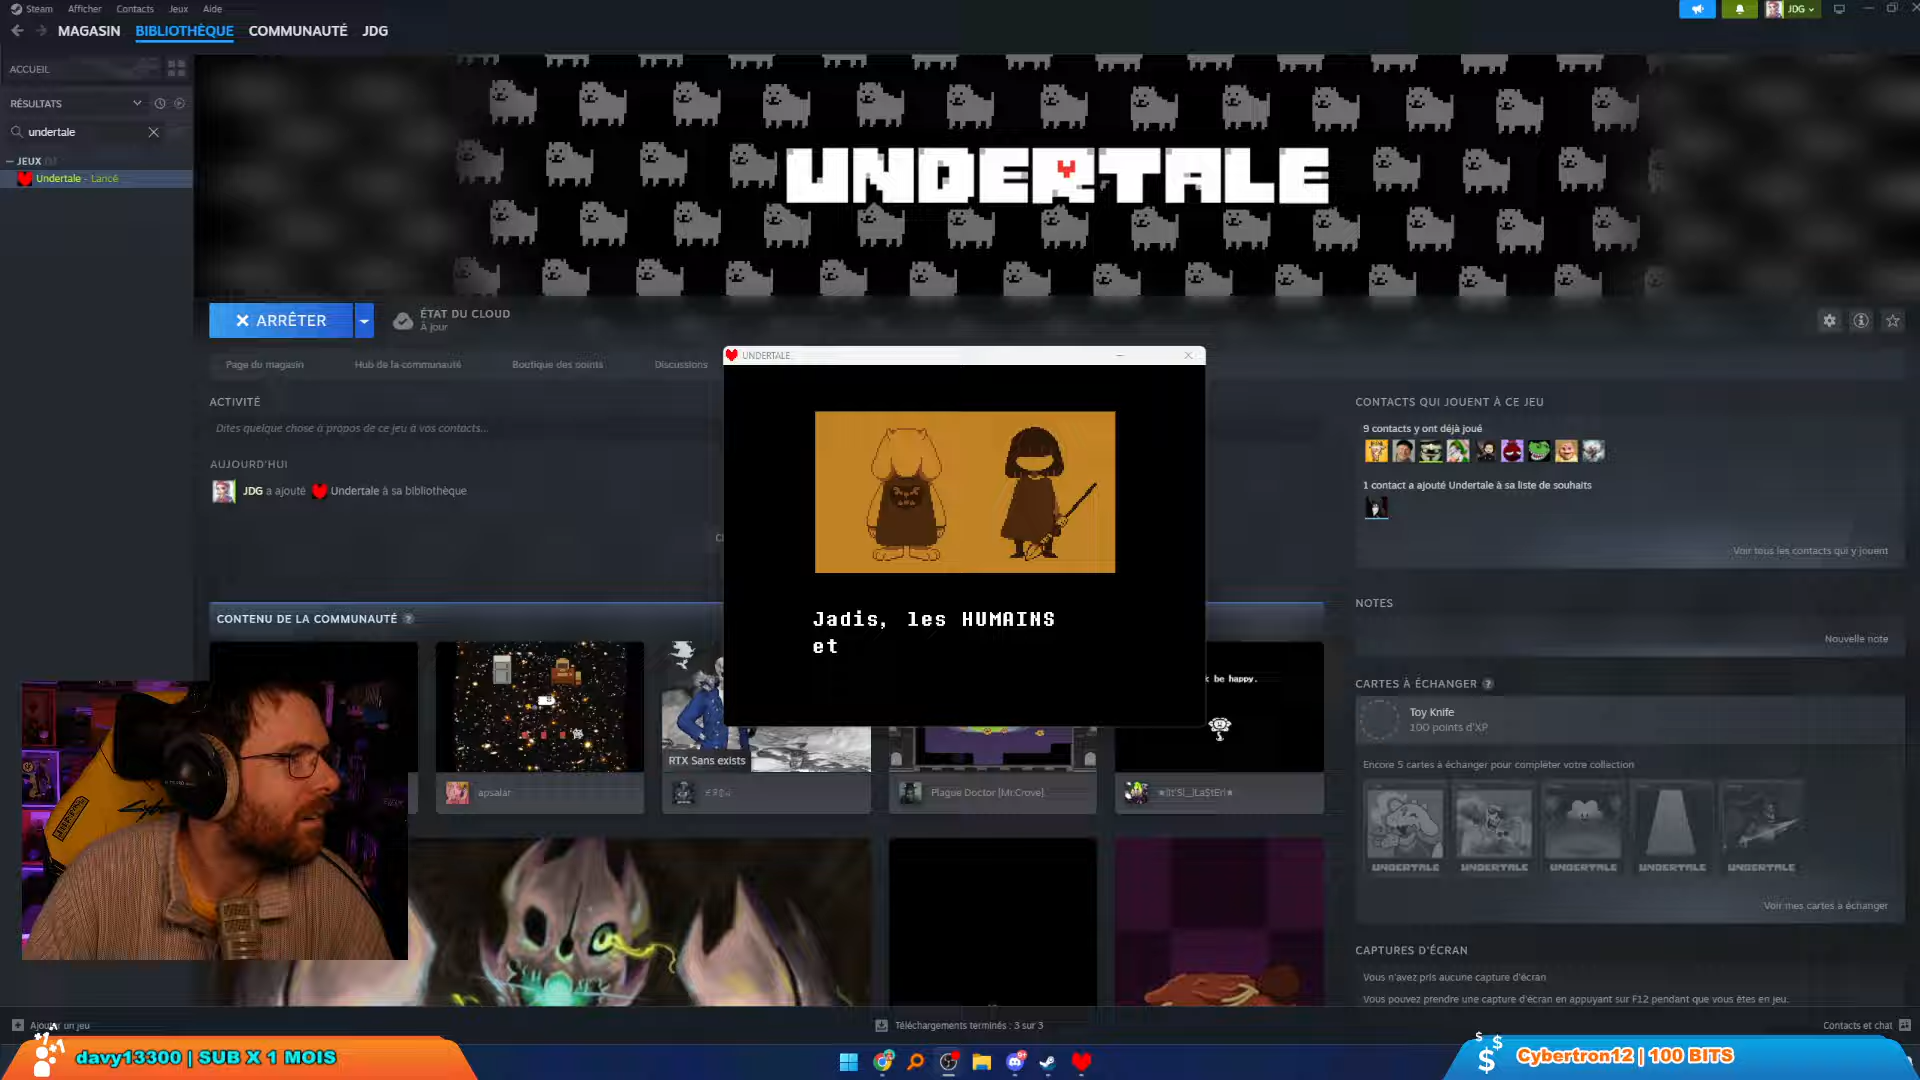 Steam Afficher Contacts Jeux Aide
JDG
MAGASIN BIBLIOTHÈQUE COMMUNAUTÉ JDG
ACCUEIL
RÉSULTATS
undertale
JEUX
Undertale - Lancé
UNDERTALE
ARRÊTER
ÉTAT DU CLOUD
À jour
Page du magasin Hub de la communauté Boutique des points Discussions
ACTIVITÉ
Dites quelque chose à propos de ce jeu à vos contacts...
AUJOURD'HUI
JDG a ajouté Undertale à sa bibliothèque
UNDERTALE
Jadis, les HUMAINS
et
CONTENU DE LA COMMUNAUTÉ
RTX Sans exists
be happy.
apsalar
Plague Doctor [Mr.Crove]
CONTACTS QUI JOUENT À CE JEU
9 contacts y ont déjà joué
1 contact a ajouté Undertale à sa liste de souhaits
Voir tous les contacts qui y jouent
NOTES
Nouvelle note
CARTES À ÉCHANGER
Toy Knife
100 points d'XP
Encore 5 cartes à échanger pour compléter votre collection
UNDERTALE UNDERTALE UNDERTALE UNDERTALE UNDERTALE
Voir mes cartes à échanger
CAPTURES D'ÉCRAN
Vous n'avez pris aucune capture d'écran
Vous pouvez prendre une capture d'écran en appuyant sur F12 pendant que vous êtes en jeu.
Ajouter un jeu
Téléchargements terminés : 3 sur 3
Contacts et chat
davy13300 | SUB X 1 MOIS
Cybertron12 | 100 BITS